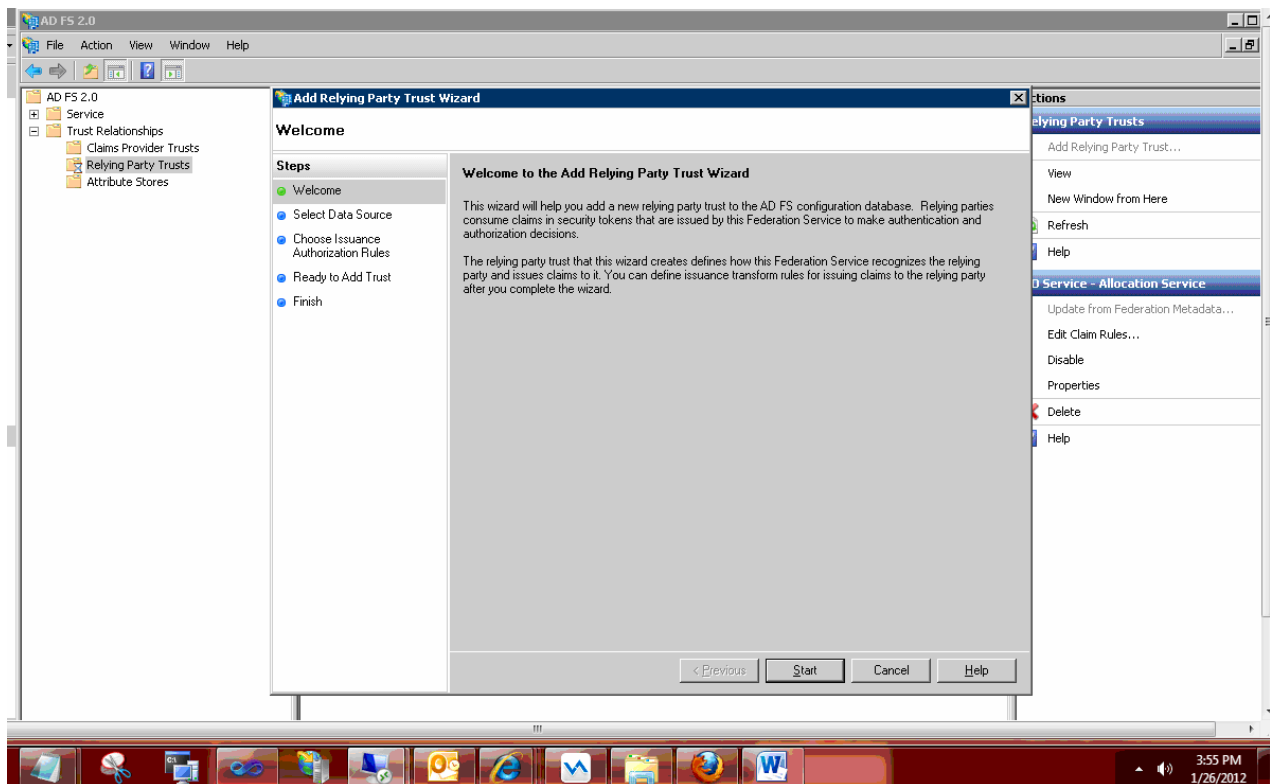 AD FS 2.0
File Action View Window Help
AD FS 2.0
Service
Trust Relationships
Claims Provider Trusts
Relying Party Trusts
Attribute Stores
Add Relying Party Trust Wizard
Welcome
Steps
Welcome
Select Data Source
Choose Issuance
Authorization Rules
Ready to Add Trust
Finish
Welcome to the Add Relying Party Trust Wizard
This wizard will help you add a new relying party trust to the AD FS configuration database. Relying parties
consume claims in security tokens that are issued by this Federation Service to make authentication and
authorization decisions.
The relying party trust that this wizard creates defines how this Federation Service recognizes the relying
party and issues claims to it. You can define issuance transform rules for issuing claims to the relying party
after you complete the wizard.
< Previous Start Cancel Help
ctions
elying Party Trusts
Add Relying Party Trust...
View
New Window from Here
Refresh
Help
D Service - Allocation Service
Update from Federation Metadata...
Edit Claim Rules...
Disable
Properties
Delete
Help
3:55 PM
1/26/2012